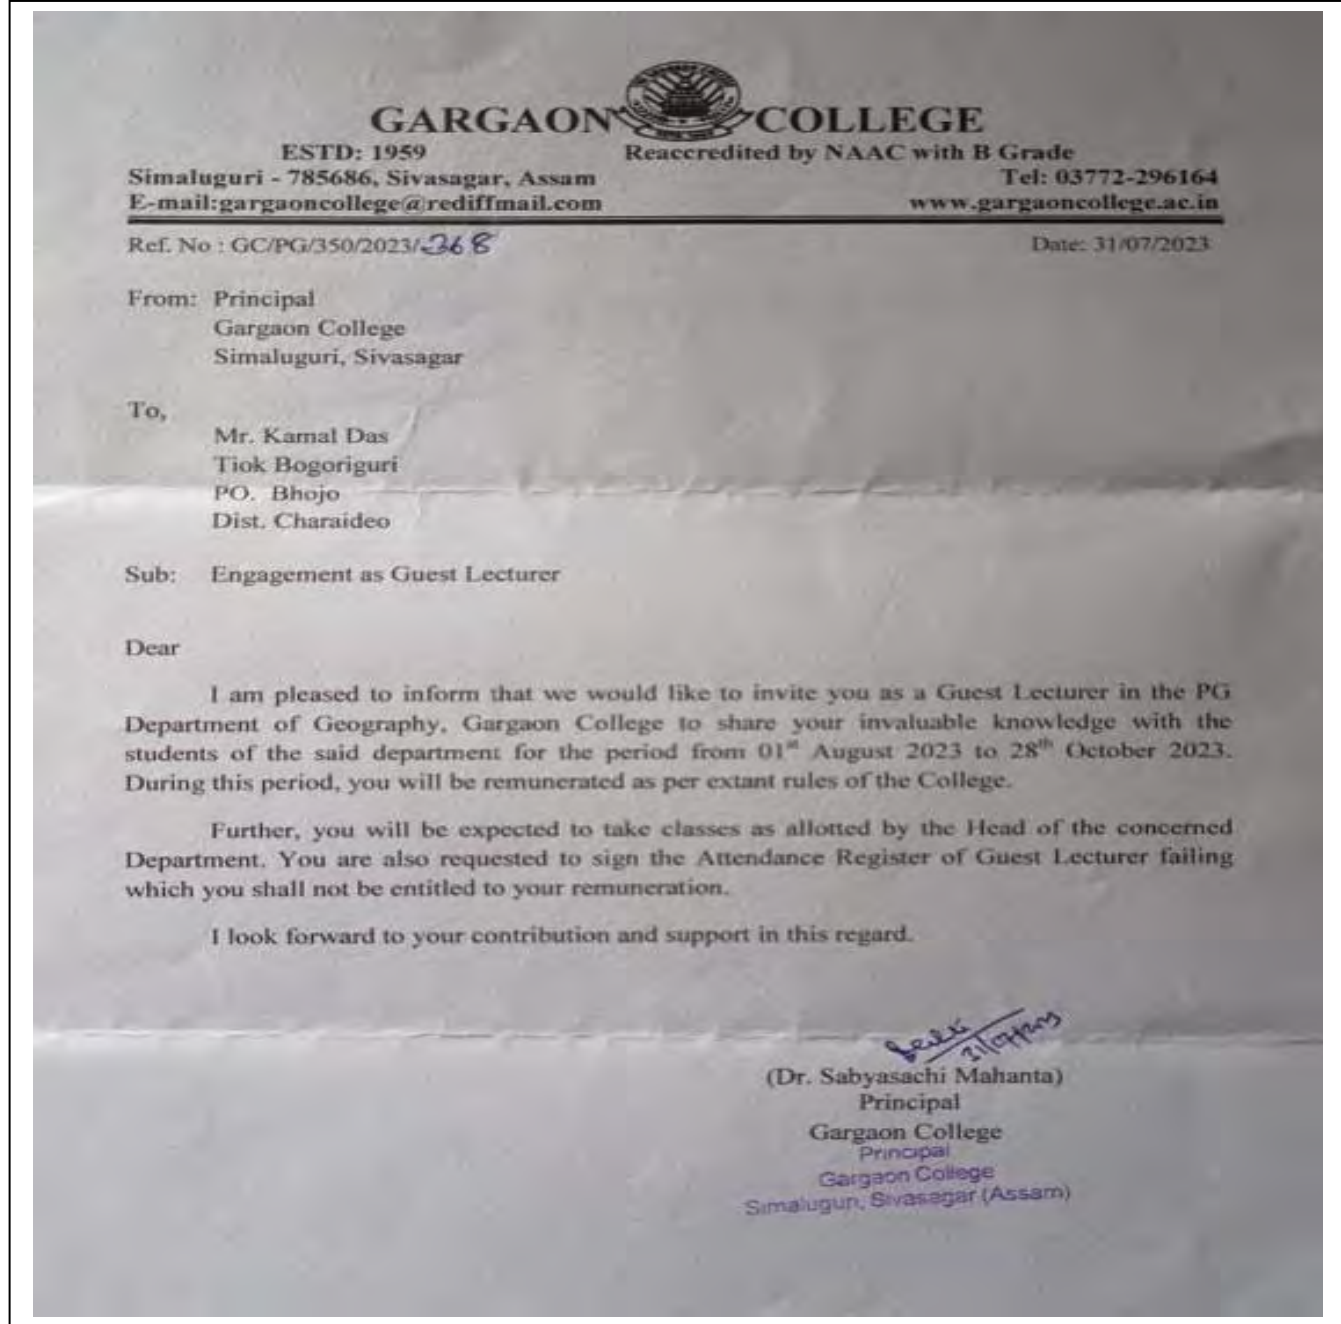 GARGAON COLLEGE
ESTD: 1959 Reaccredited by NAAC with B Grade
Simaluguri - 785686, Sivasagar, Assam Tel: 03772-296164
E-mail:gargaoncollege@rediffmail.com www.gargaoncollege.ac.in
Ref. No : GC/PG/350/2023/368 Date: 31/07/2023
From: Principal
Gargaon College
Simaluguri, Sivasagar
To,
Mr. Kamal Das
Tiok Bogoriguri
PO. Bhojo
Dist. Charaideo
Sub: Engagement as Guest Lecturer
Dear
I am pleased to inform that we would like to invite you as a Guest Lecturer in the PG
Department of Geography, Gargaon College to share your invaluable knowledge with the
students of the said department for the period from 01st August 2023 to 28th October 2023.
During this period, you will be remunerated as per extant rules of the College.
Further, you will be expected to take classes as allotted by the Head of the concerned
Department. You are also requested to sign the Attendance Register of Guest Lecturer failing
which you shall not be entitled to your remuneration.
I look forward to your contribution and support in this regard.
31/07/2023
(Dr. Sabyasachi Mahanta)
Principal
Gargaon College
Principal
Gargaon College
Simaluguri, Sivasagar (Assam)